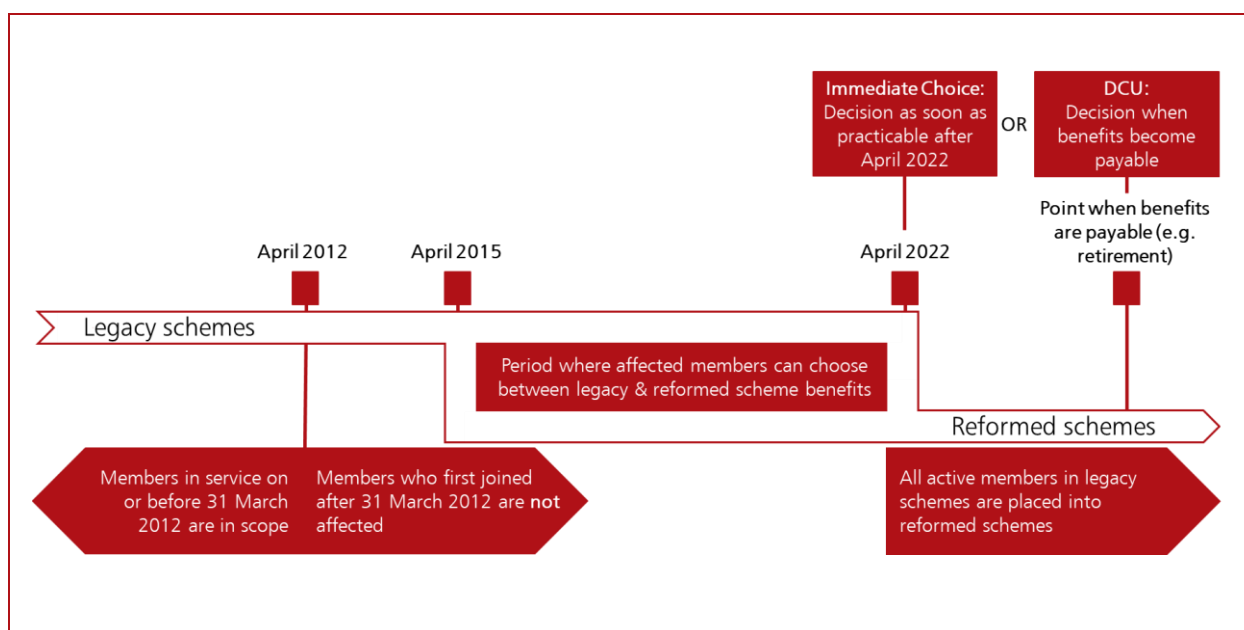 Immediate Choice:
Decision as soon as
practicable after
April 2022
OR
DCU:
Decision when
benefits become
payable
Point when benefits
are payable (e.g.
retirement)
April 2012
April 2015
April 2022
Legacy schemes
Period where affected members can choose
between legacy & reformed scheme benefits
Reformed schemes
Members in service on
or before 31 March
2012 are in scope
Members who first joined
after 31 March 2012 are not
affected
All active members in legacy
schemes are placed into
reformed schemes